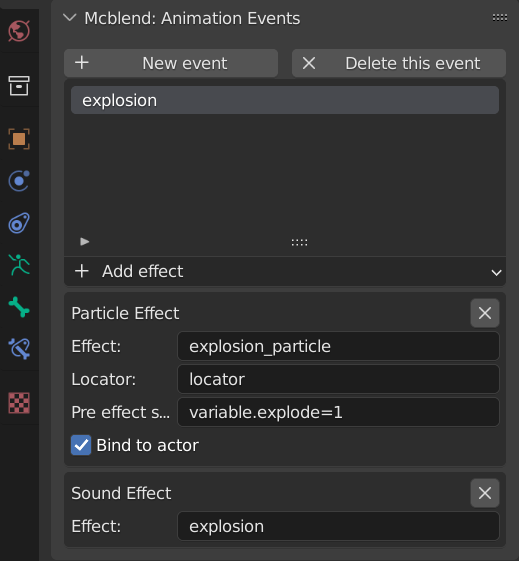 Mcblend: Animation Events
New event
Delete this event
explosion
Add effect
Particle Effect
Effect: explosion_particle
Locator: locator
Pre effect s... variable.explode=1
Bind to actor
Sound Effect
Effect: explosion